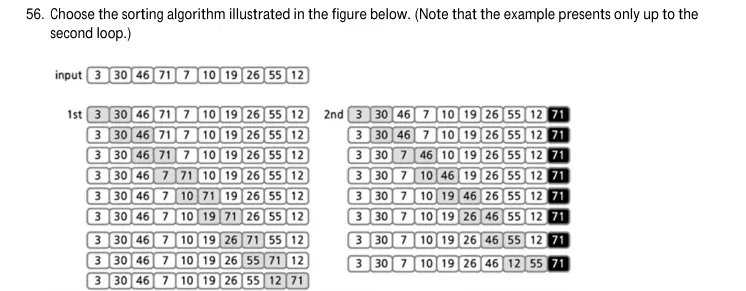 56. Choose the sorting algorithm illustrated in the figure below. (Note that the example presents only up to the
second loop.)
input 3 30 46 71 7 10 19 26 55 12
1st 3 30 46 71 7 10 19 26 55 12
3 30 46 71 7 10 19 26 55 12
3 30 46 71 7 10 19 26 55 12
3 30 46 7 71 10 19 26 55 12
3 30 46 7 10 71 19 26 55 12
3 30 46 7 10 19 71 26 55 12
3 30 46 7 10 19 26 71 55 12
3 30 46 7 10 19 26 55 71 12
3 30 46 7 10 19 26 55 12 71
2nd 3 30 46 7 10 19 26 55 12 71
3 30 46 7 10 19 26 55 12 71
3 30 7 46 10 19 26 55 12 71
3 30 7 10 46 19 26 55 12 71
3 30 7 10 19 46 26 55 12 71
3 30 7 10 19 26 46 55 12 71
3 30 7 10 19 26 46 55 12 71
3 30 7 10 19 26 46 12 55 71